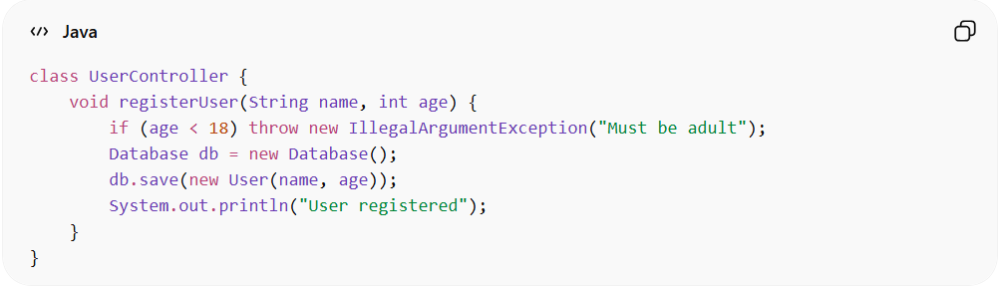 </> Java
class UserController {
    void registerUser(String name, int age) {
        if (age < 18) throw new IllegalArgumentException("Must be adult");
        Database db = new Database();
        db.save(new User(name, age));
        System.out.println("User registered");
    }
}